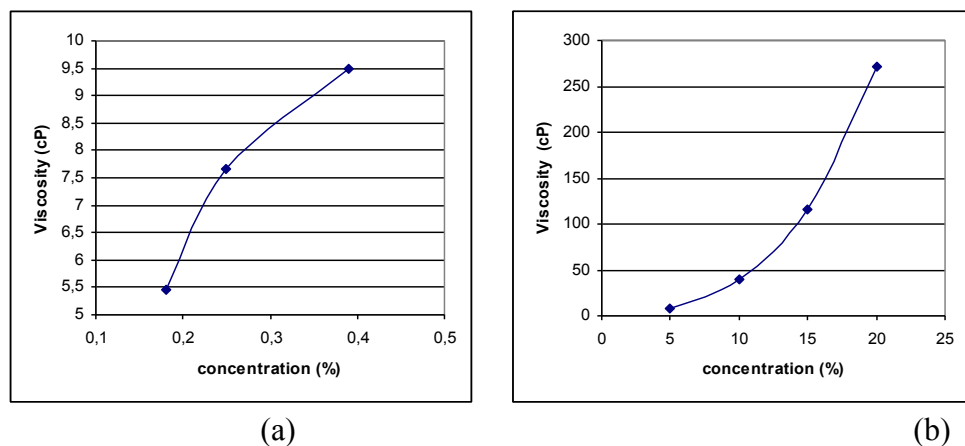 Viscosity (cP)
10
9,5
9
8,5
8
7,5
7
6,5
6
5,5
5
0,1 0,2 0,3 0,4 0,5
concentration (%)
(a)
Viscosity (cP)
300
250
200
150
100
50
0
0 5 10 15 20 25
concentration (%)
(b)